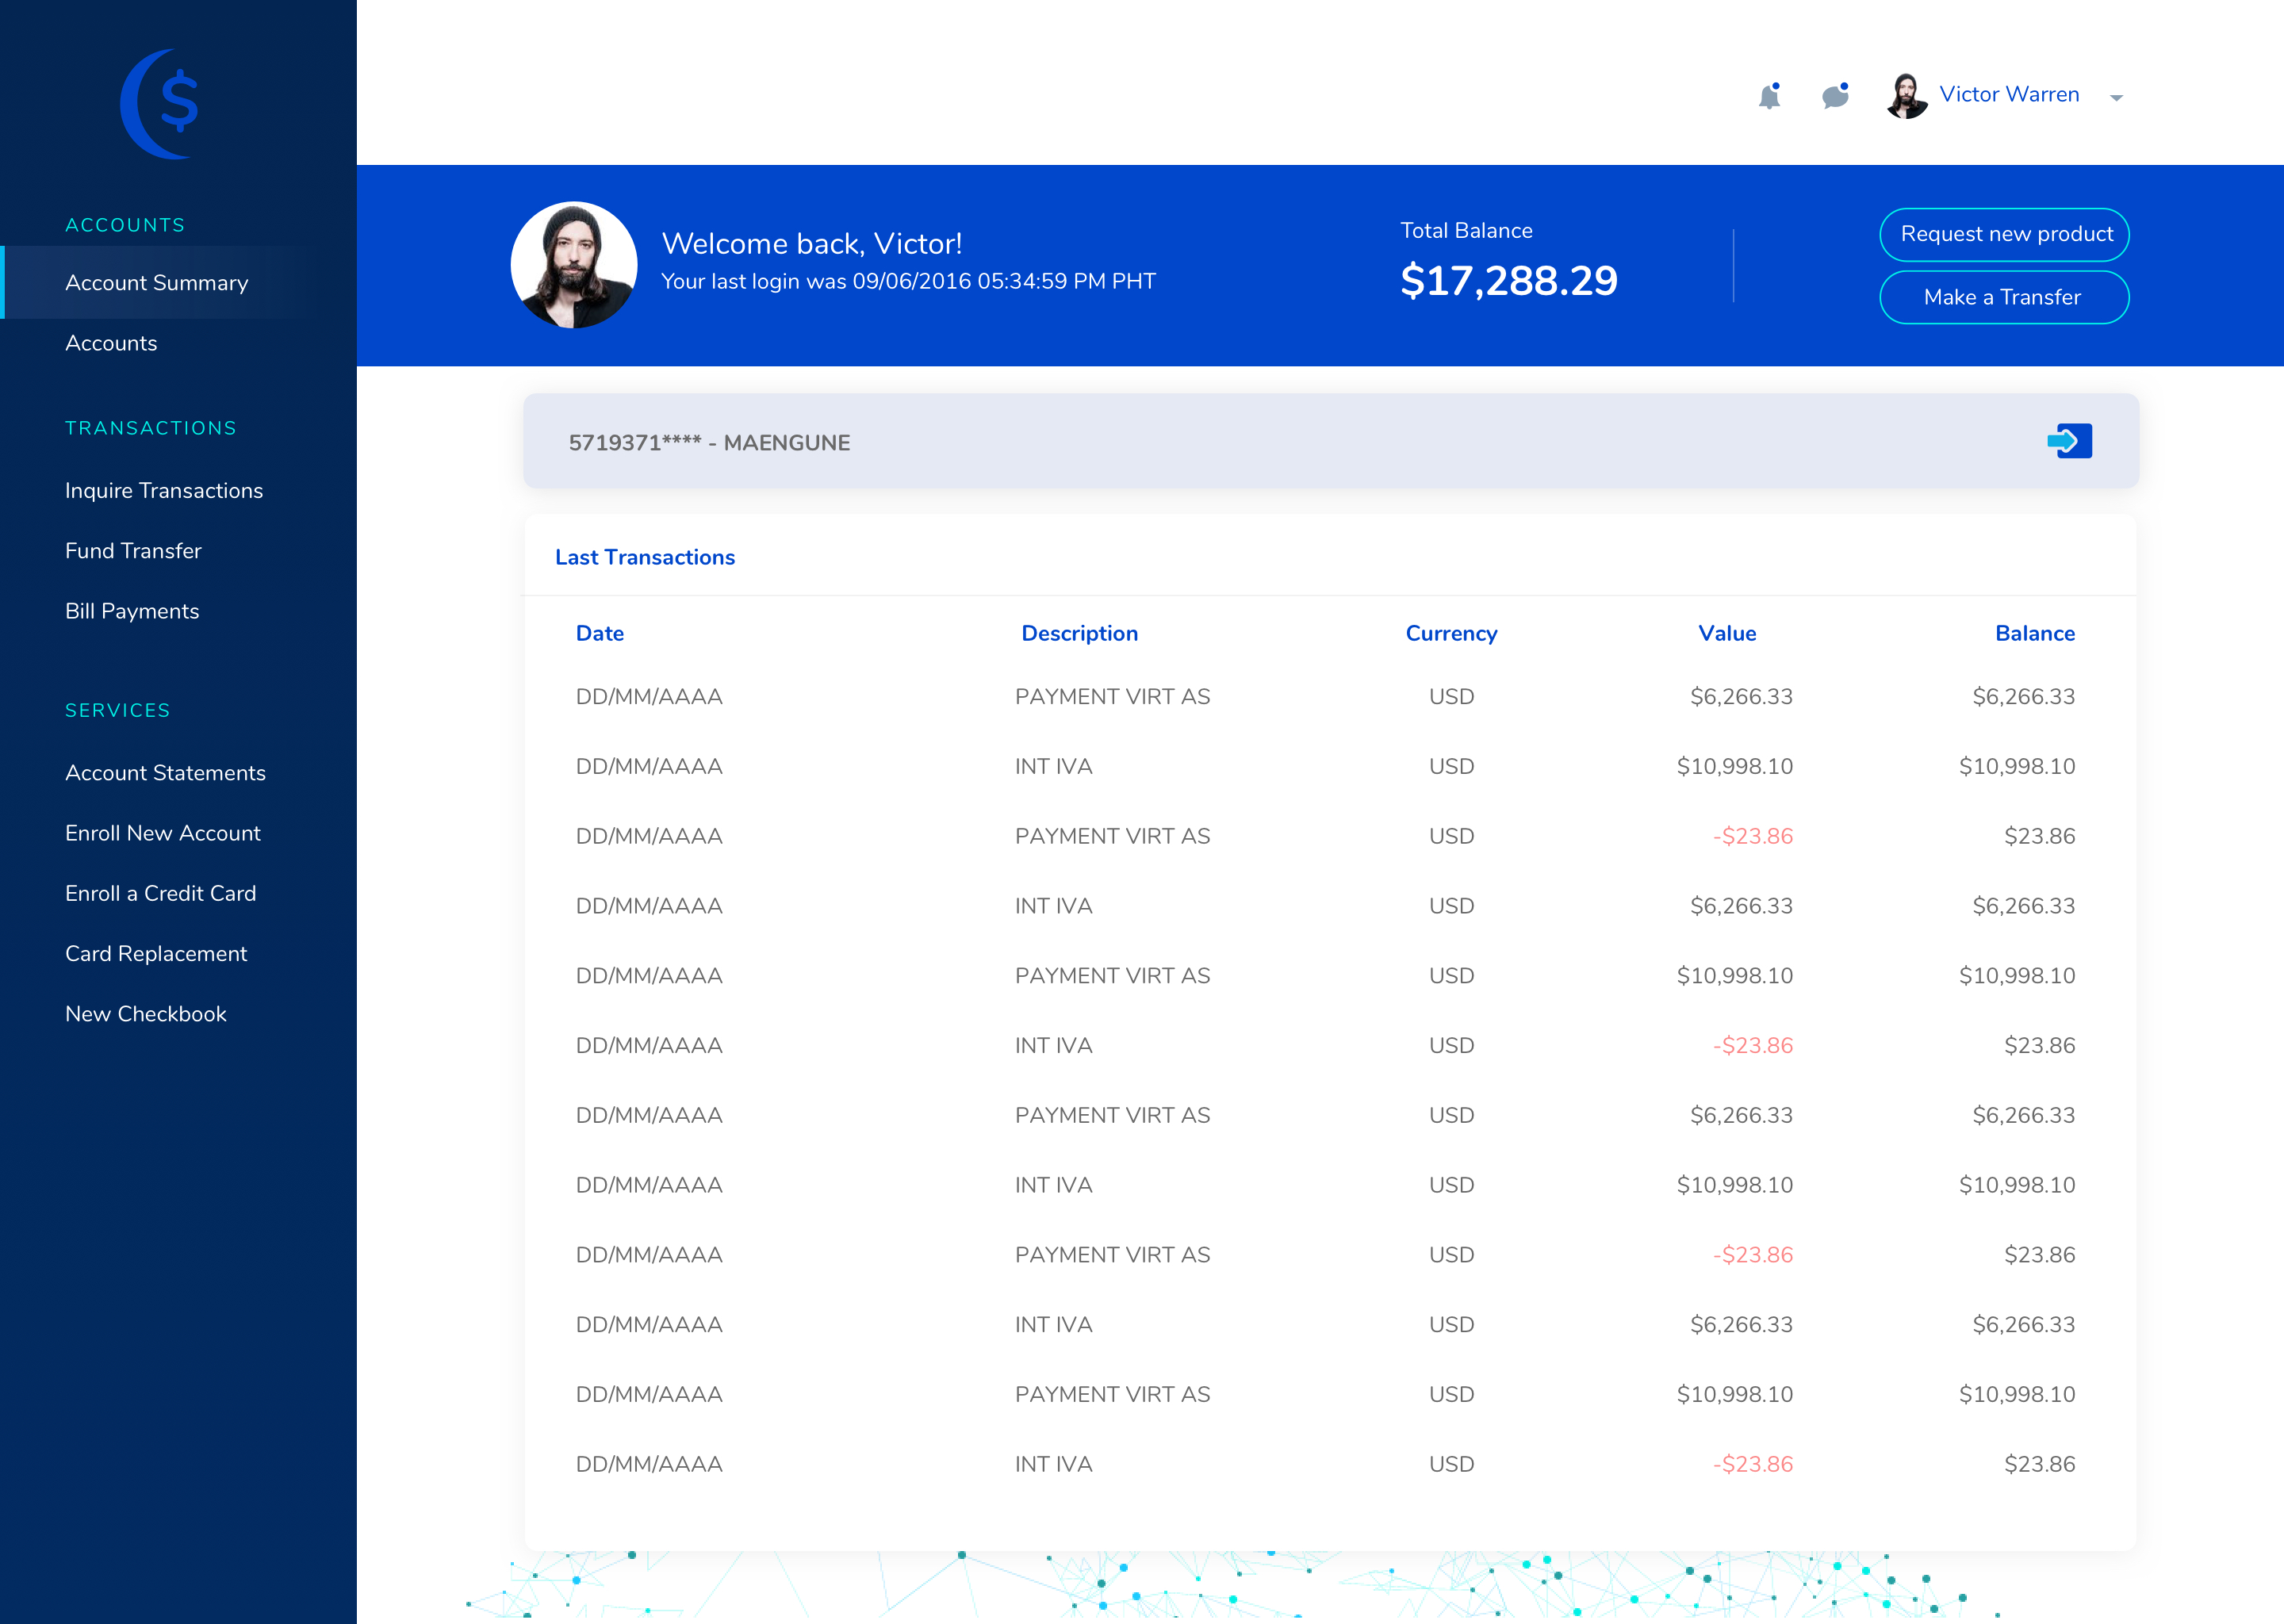 $
Victor Warren
ACCOUNTS
Account Summary
Accounts
TRANSACTIONS
Inquire Transactions
Fund Transfer
Bill Payments
SERVICES
Account Statements
Enroll New Account
Enroll a Credit Card
Card Replacement
New Checkbook
Welcome back, Victor!
Your last login was 09/06/2016 05:34:59 PM PHT
Total Balance
$17,288.29
Request new product
Make a Transfer
5719371**** - MAENGUNE
Last Transactions
Date Description Currency Value Balance
DD/MM/AAAA PAYMENT VIRT AS USD $6,266.33 $6,266.33
DD/MM/AAAA INT IVA USD $10,998.10 $10,998.10
DD/MM/AAAA PAYMENT VIRT AS USD -$23.86 $23.86
DD/MM/AAAA INT IVA USD $6,266.33 $6,266.33
DD/MM/AAAA PAYMENT VIRT AS USD $10,998.10 $10,998.10
DD/MM/AAAA INT IVA USD -$23.86 $23.86
DD/MM/AAAA PAYMENT VIRT AS USD $6,266.33 $6,266.33
DD/MM/AAAA INT IVA USD $10,998.10 $10,998.10
DD/MM/AAAA PAYMENT VIRT AS USD -$23.86 $23.86
DD/MM/AAAA INT IVA USD $6,266.33 $6,266.33
DD/MM/AAAA PAYMENT VIRT AS USD $10,998.10 $10,998.10
DD/MM/AAAA INT IVA USD -$23.86 $23.86